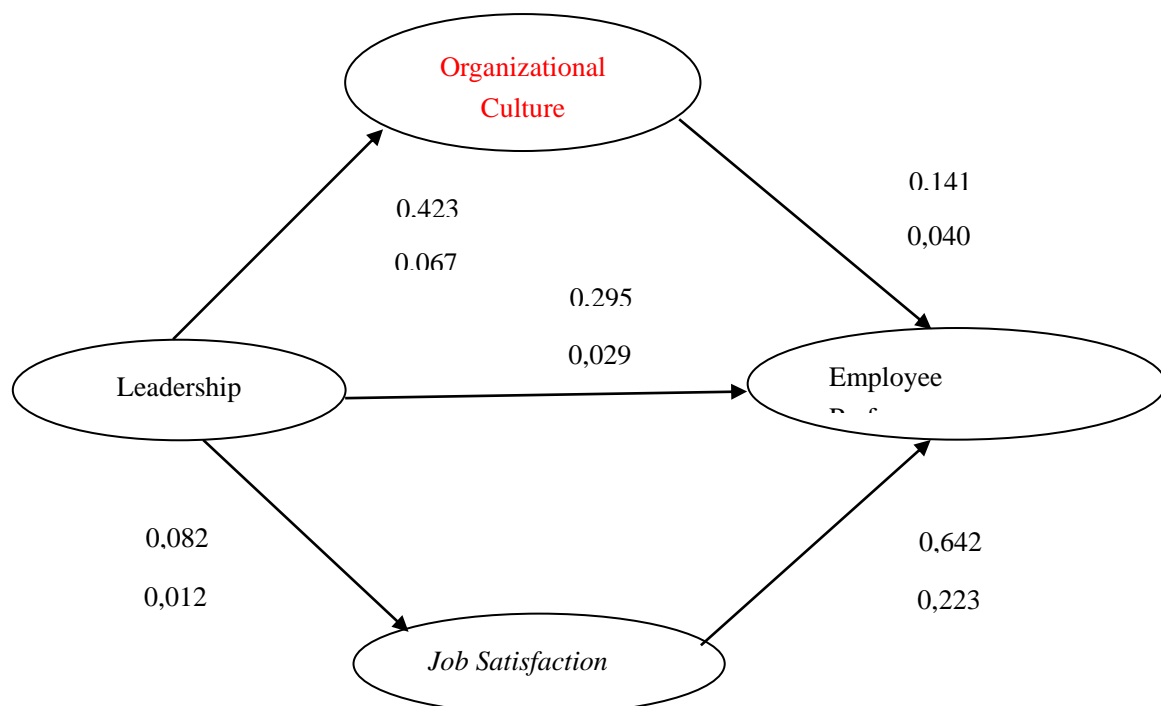 Organizational
Culture
0.141
0,040
0.423
0.067
0.295
0,029
Leadership
Employee
0,082
0,012
0,642
0,223
Job Satisfaction